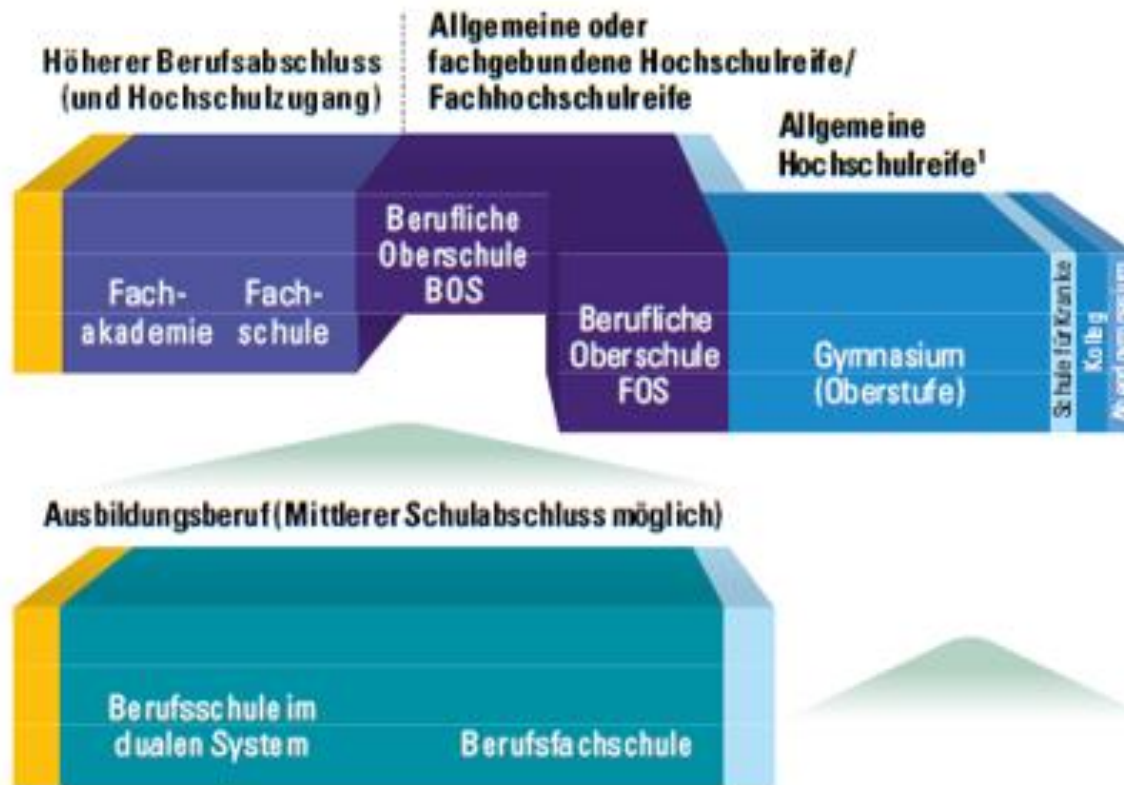 Höherer Berufsabschluss
(und Hochschulzugang)
Allgemeine oder
fachgebundene Hochschulreife/
Fachhochschulreife
Allgemeine
Hochschulreife¹
Fach-
akademie
Fach-
schule
Berufliche
Oberschule
BOS
Berufliche
Oberschule
FOS
Gymnasium
(Oberstufe)
Schule für Kranke
Kolleg
Abendgymnasium
Ausbildungsberuf (Mittlerer Schulabschluss möglich)
Berufsschule im
dualen System
Berufsfachschule